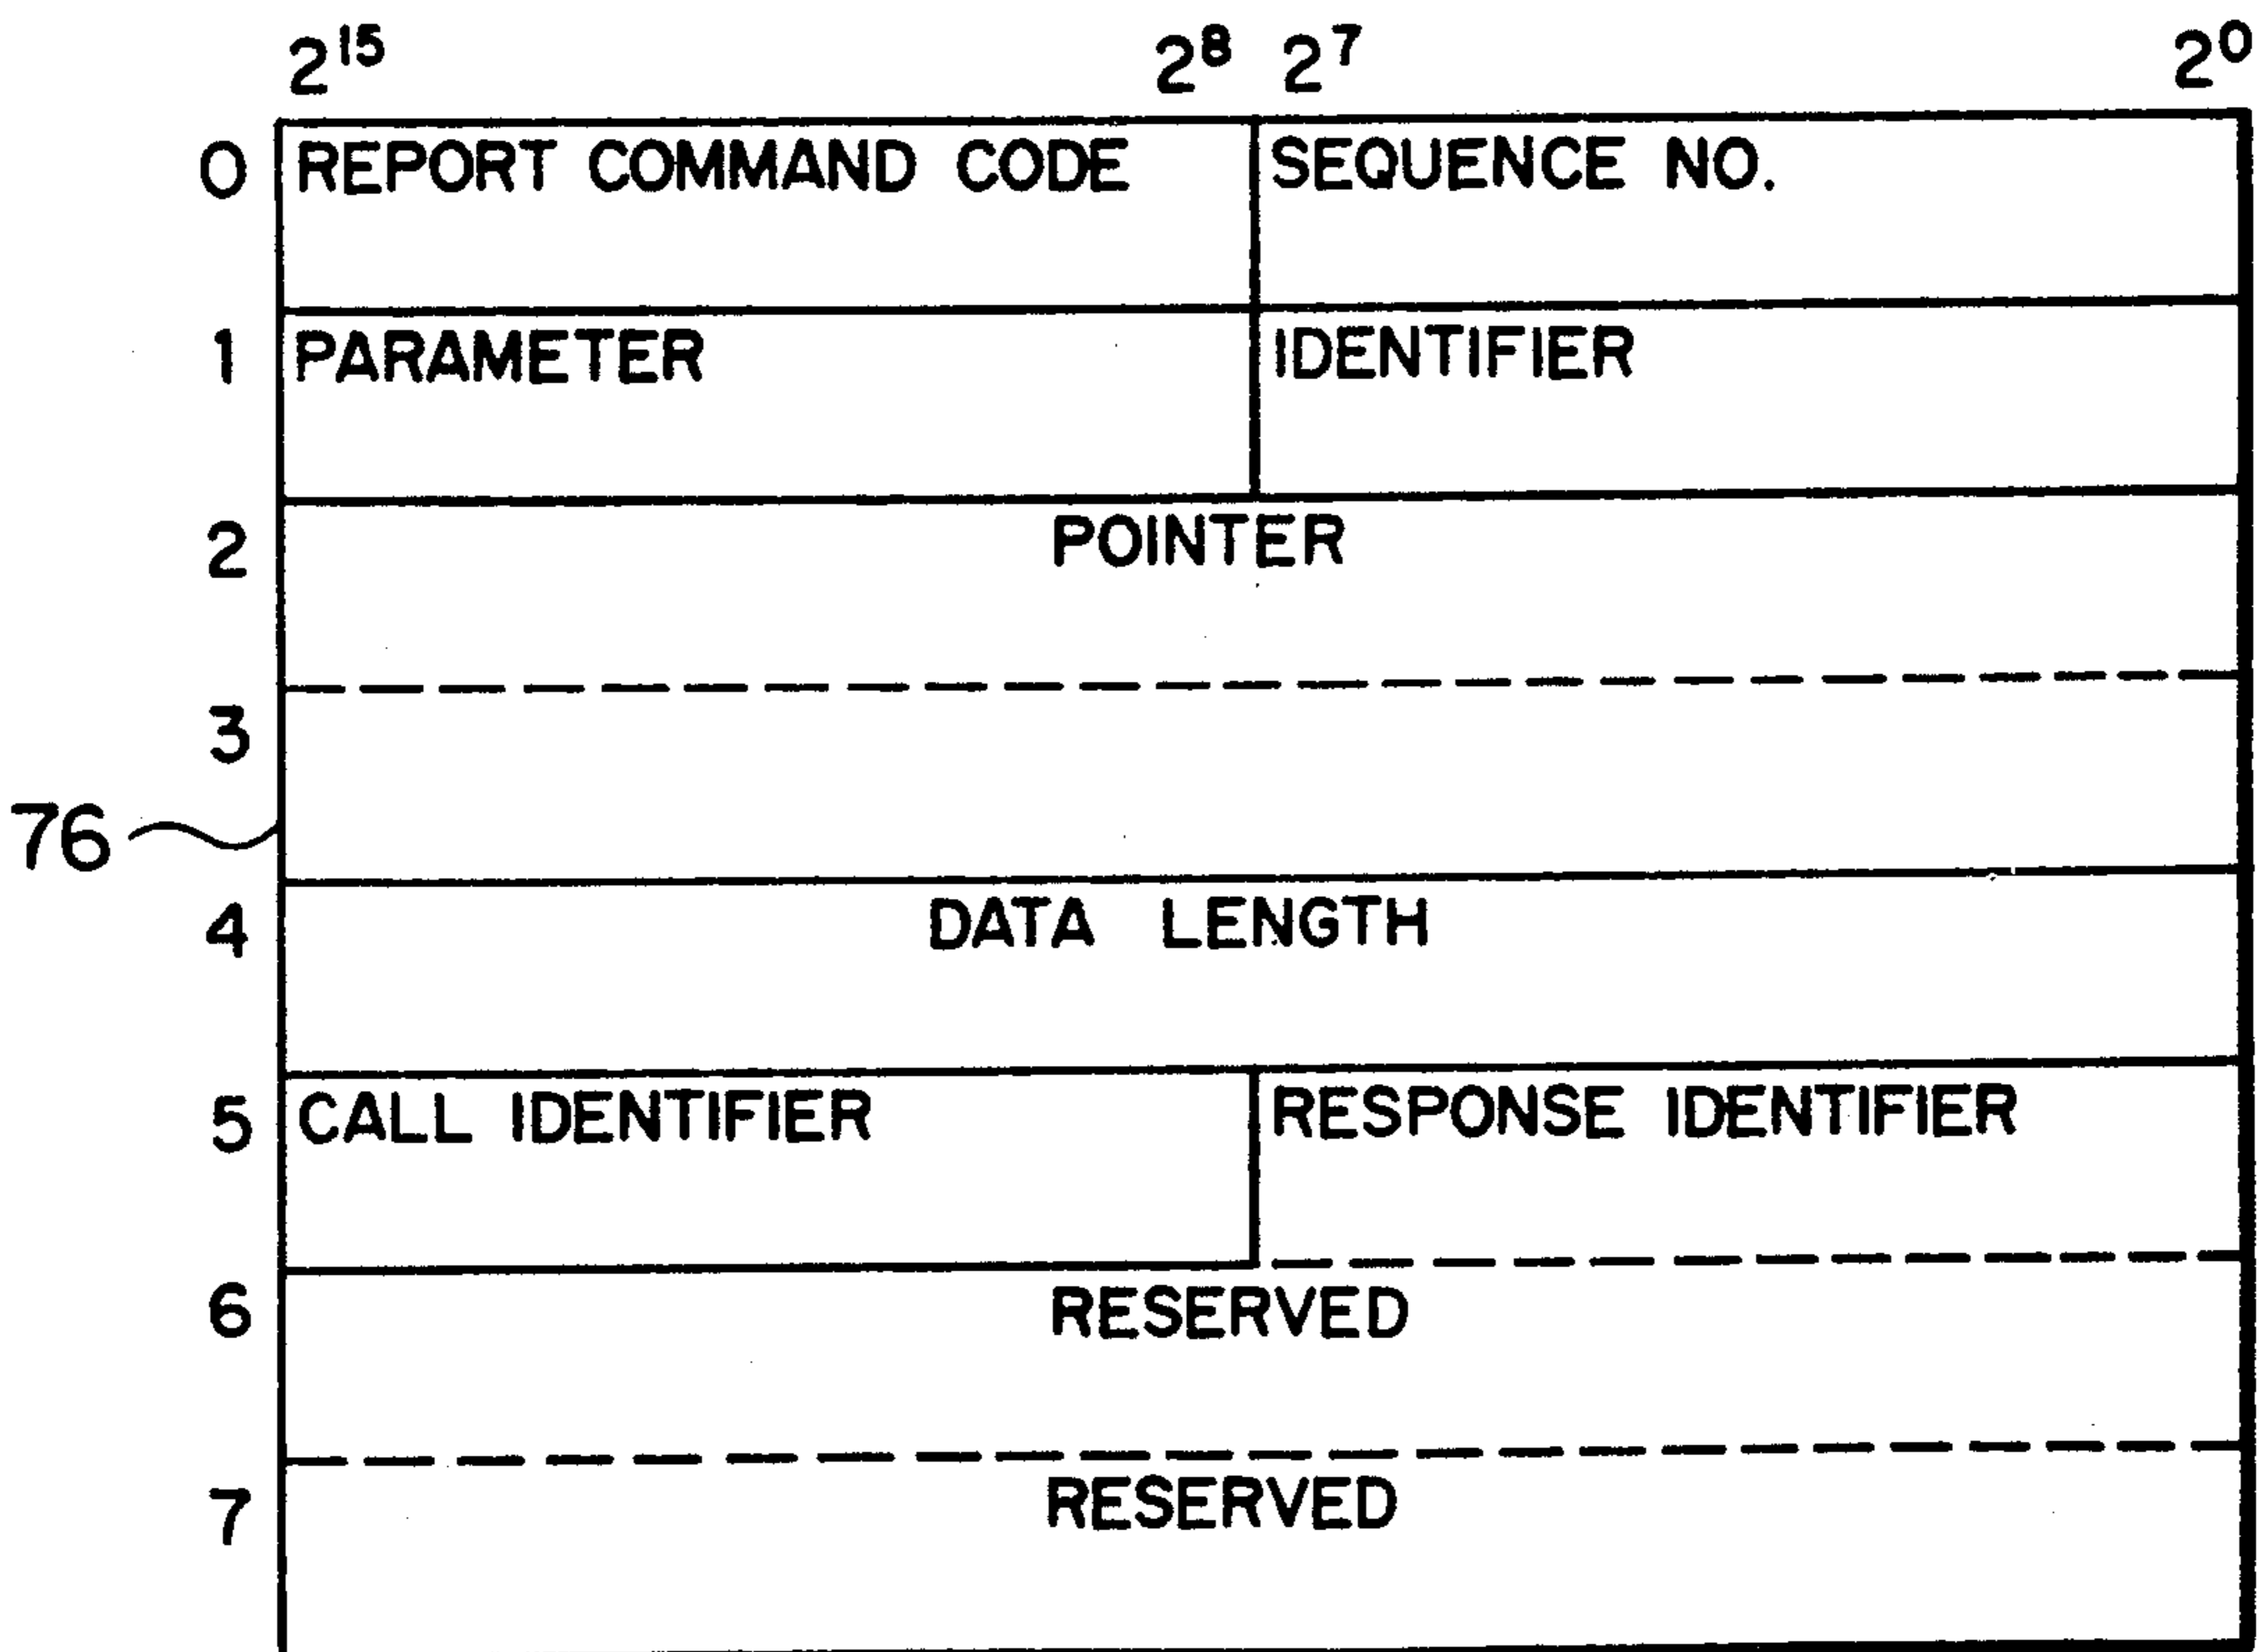 2¹⁵ 2⁸ 2⁷ 2⁰
0 REPORT COMMAND CODE SEQUENCE NO.
1 PARAMETER IDENTIFIER
2 POINTER
3
76
4 DATA LENGTH
5 CALL IDENTIFIER RESPONSE IDENTIFIER
6 RESERVED
7 RESERVED